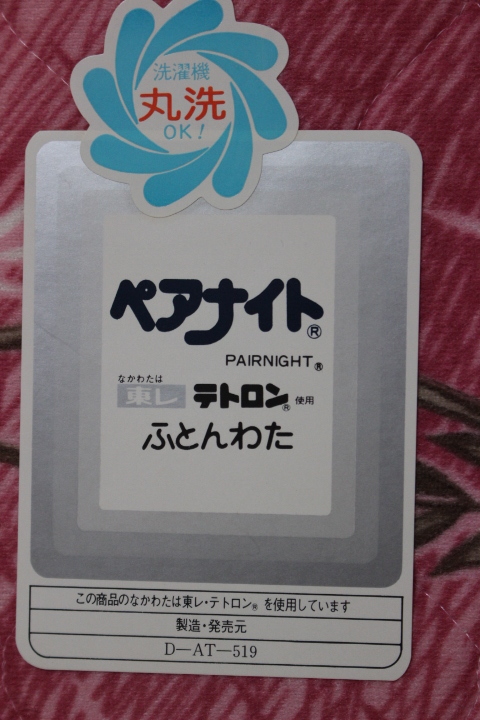 洗濯機
丸洗
OK!
ペアナイト®
PAIRNIGHT®
なかわたは
東レ テトロン® 使用
ふとんわた
この商品のなかわたは東レ・テトロン® を使用しています
製造・発売元
D—AT—519